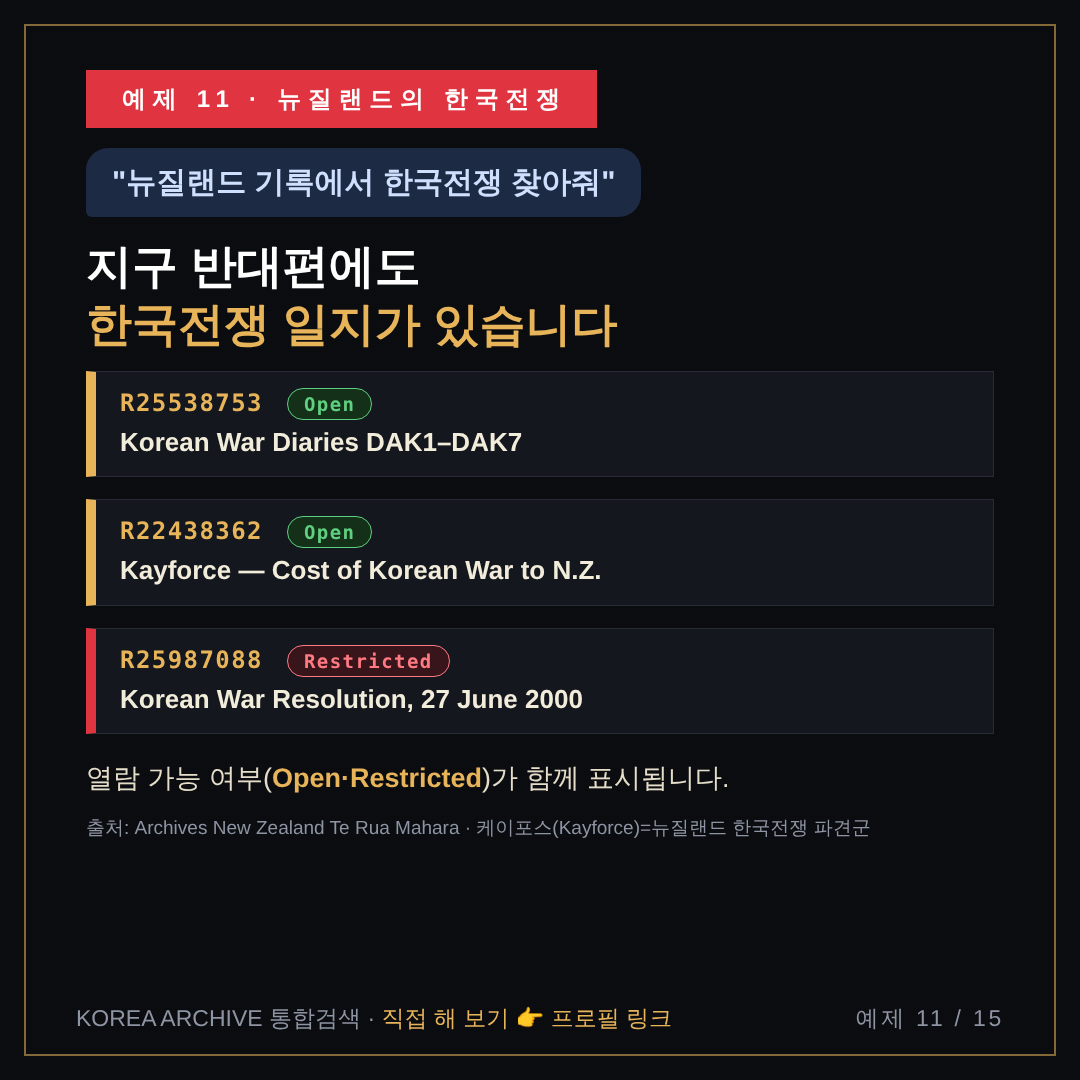 예제 11 · 뉴질랜드의 한국전쟁
"뉴질랜드 기록에서 한국전쟁 찾아줘"
지구 반대편에도
한국전쟁 일지가 있습니다
R25538753 Open
Korean War Diaries DAK1–DAK7
R22438362 Open
Kayforce — Cost of Korean War to N.Z.
R25987088 Restricted
Korean War Resolution, 27 June 2000
열람 가능 여부(Open·Restricted)가 함께 표시됩니다.
출처: Archives New Zealand Te Rua Mahara · 케이포스(Kayforce)=뉴질랜드 한국전쟁 파견군
KOREA ARCHIVE 통합검색 · 직접 해 보기 👉 프로필 링크
예제 11 / 15